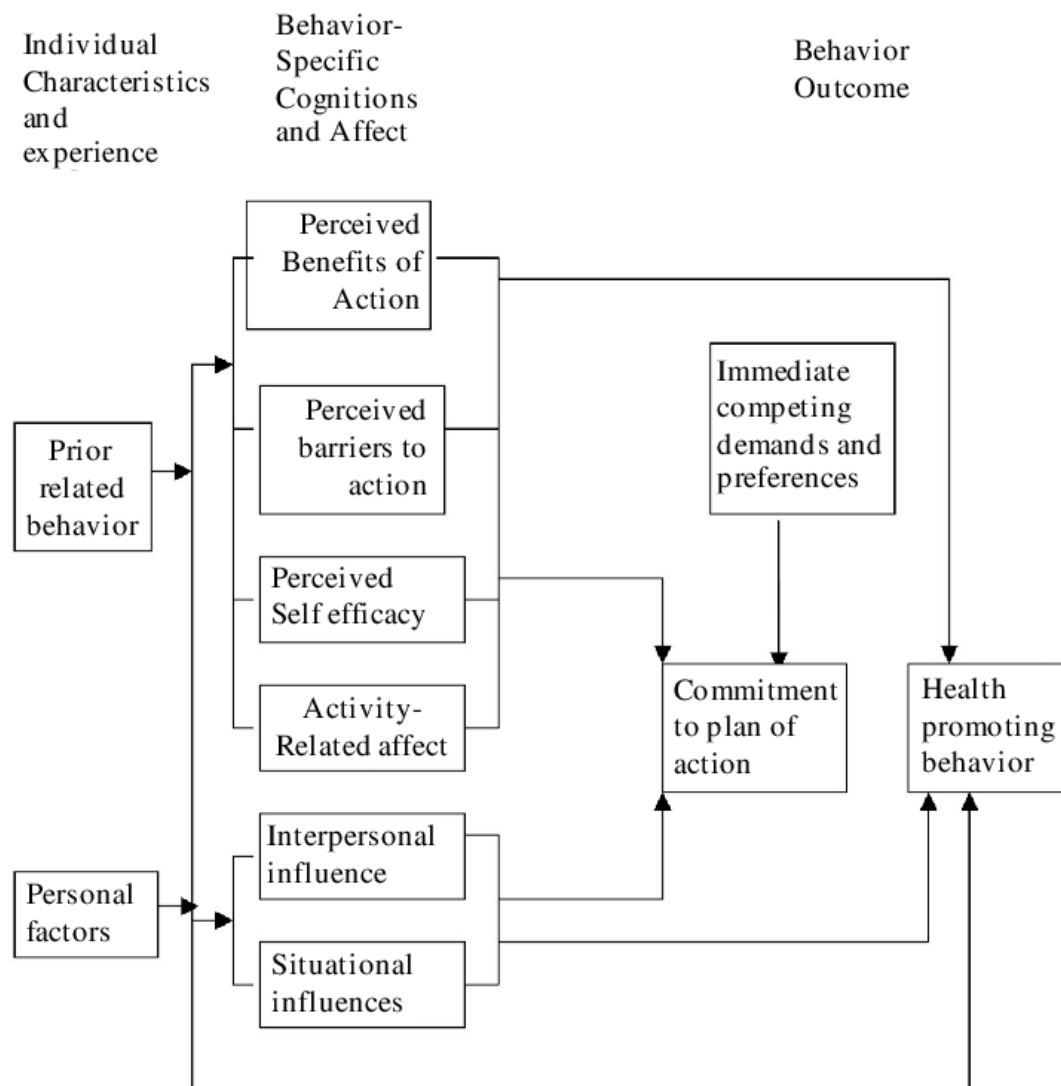 Individual
Characteristics
and
experience
Behavior-
Specific
Cognitions
and Affect
Behavior
Outcome
Perceived
Benefits of
Action
Perceived
barriers to
action
Immediate
competing
demands and
preferences
Prior
related
behavior
Perceived
Self efficacy
Activity-
Related affect
Commitment
to plan of
action
Health
promoting
behavior
Interpersonal
influence
Personal
factors
Situational
influences